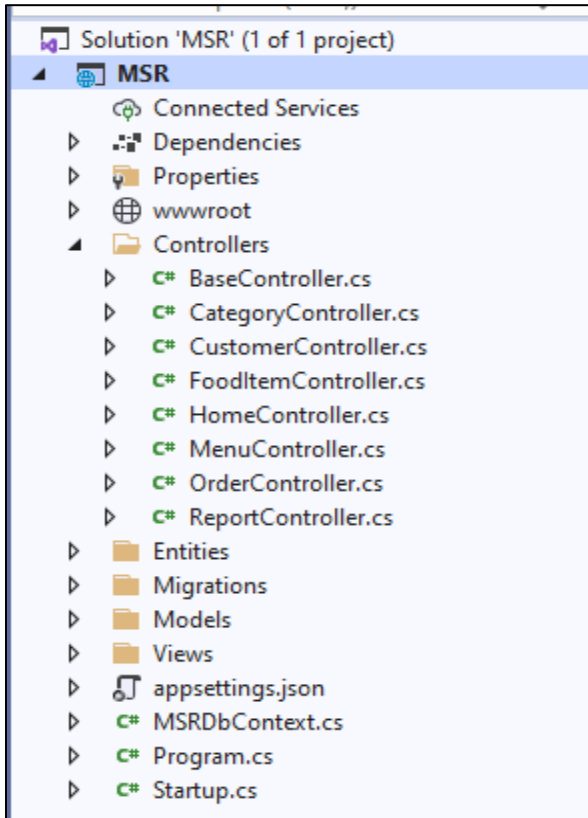 Solution 'MSR' (1 of 1 project)
MSR
Connected Services
Dependencies
Properties
wwwroot
Controllers
C# BaseController.cs
C# CategoryController.cs
C# CustomerController.cs
C# FoodItemController.cs
C# HomeController.cs
C# MenuController.cs
C# OrderController.cs
C# ReportController.cs
Entities
Migrations
Models
Views
appsettings.json
C# MSRDbContext.cs
C# Program.cs
C# Startup.cs